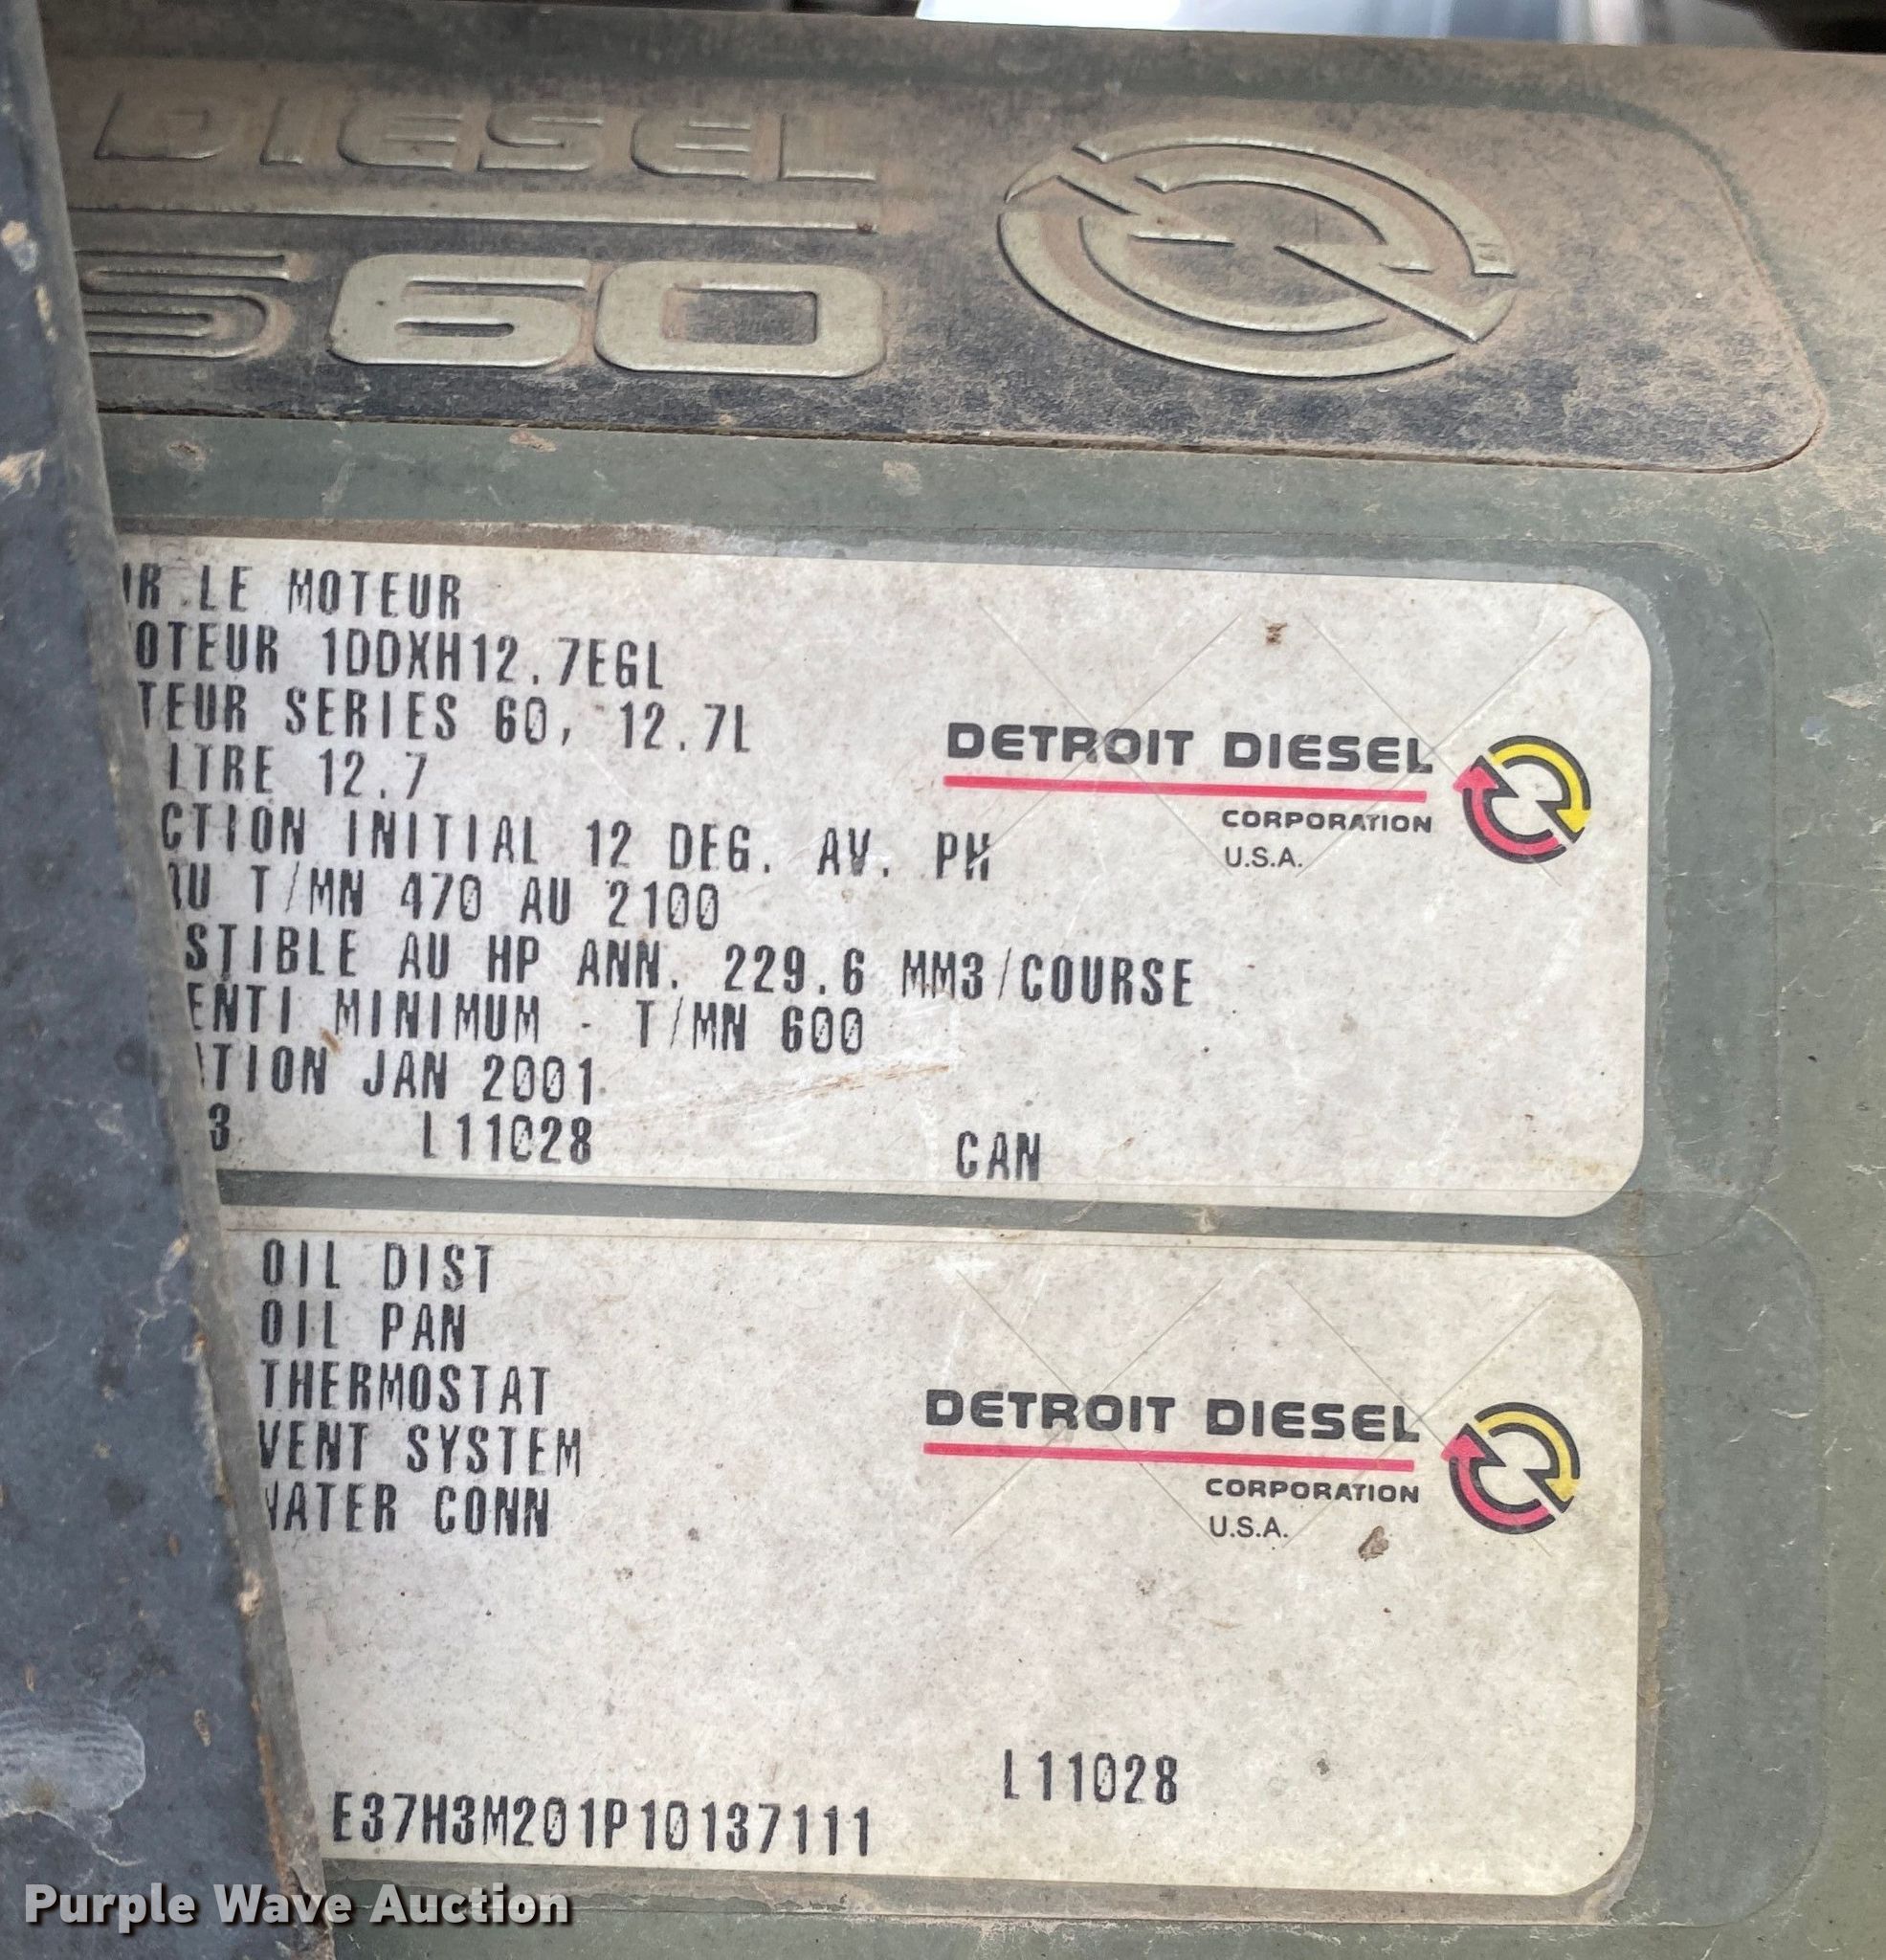 DIESEL
S60
LE MOTEUR
OTEUR 1DDXH12.7EGL
TEUR SERIES 60, 12.7L
LTRE 12.7
CTION INITIAL 12 DEG. AV. PH
AU T/MN 470 AU 2100
STIBLE AU HP ANN. 229.6 MM3/COURSE
ENTI MINIMUM - T/MN 600
TION JAN 2001
3 L11028 CAN
DETROIT DIESEL
CORPORATION
U.S.A.
OIL DIST
OIL PAN
THERMOSTAT
VENT SYSTEM
WATER CONN
DETROIT DIESEL
CORPORATION
U.S.A.
L11028
E37H3M201P10137111
Purple Wave Auction